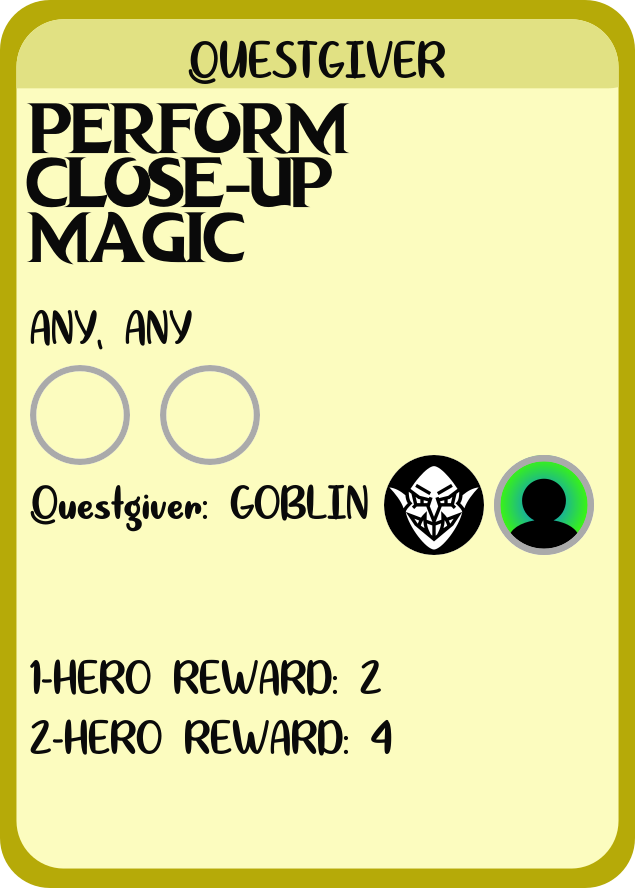 QUESTGIVER
PERFORM
CLOSE-UP
MAGIC
ANY, ANY
Questgiver: GOBLIN
1-HERO REWARD: 2
2-HERO REWARD: 4